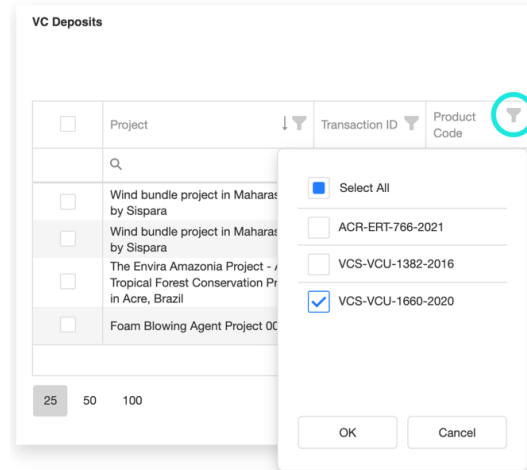 VC Deposits
Project
Transaction ID
Product
Code
Select All
Wind bundle project in Maharas
by Sispara
ACR-ERT-766-2021
Wind bundle project in Maharas
by Sispara
VCS-VCU-1382-2016
The Envira Amazonia Project - A
Tropical Forest Conservation Pr
in Acre, Brazil
VCS-VCU-1660-2020
Foam Blowing Agent Project 00
25 50 100
OK Cancel